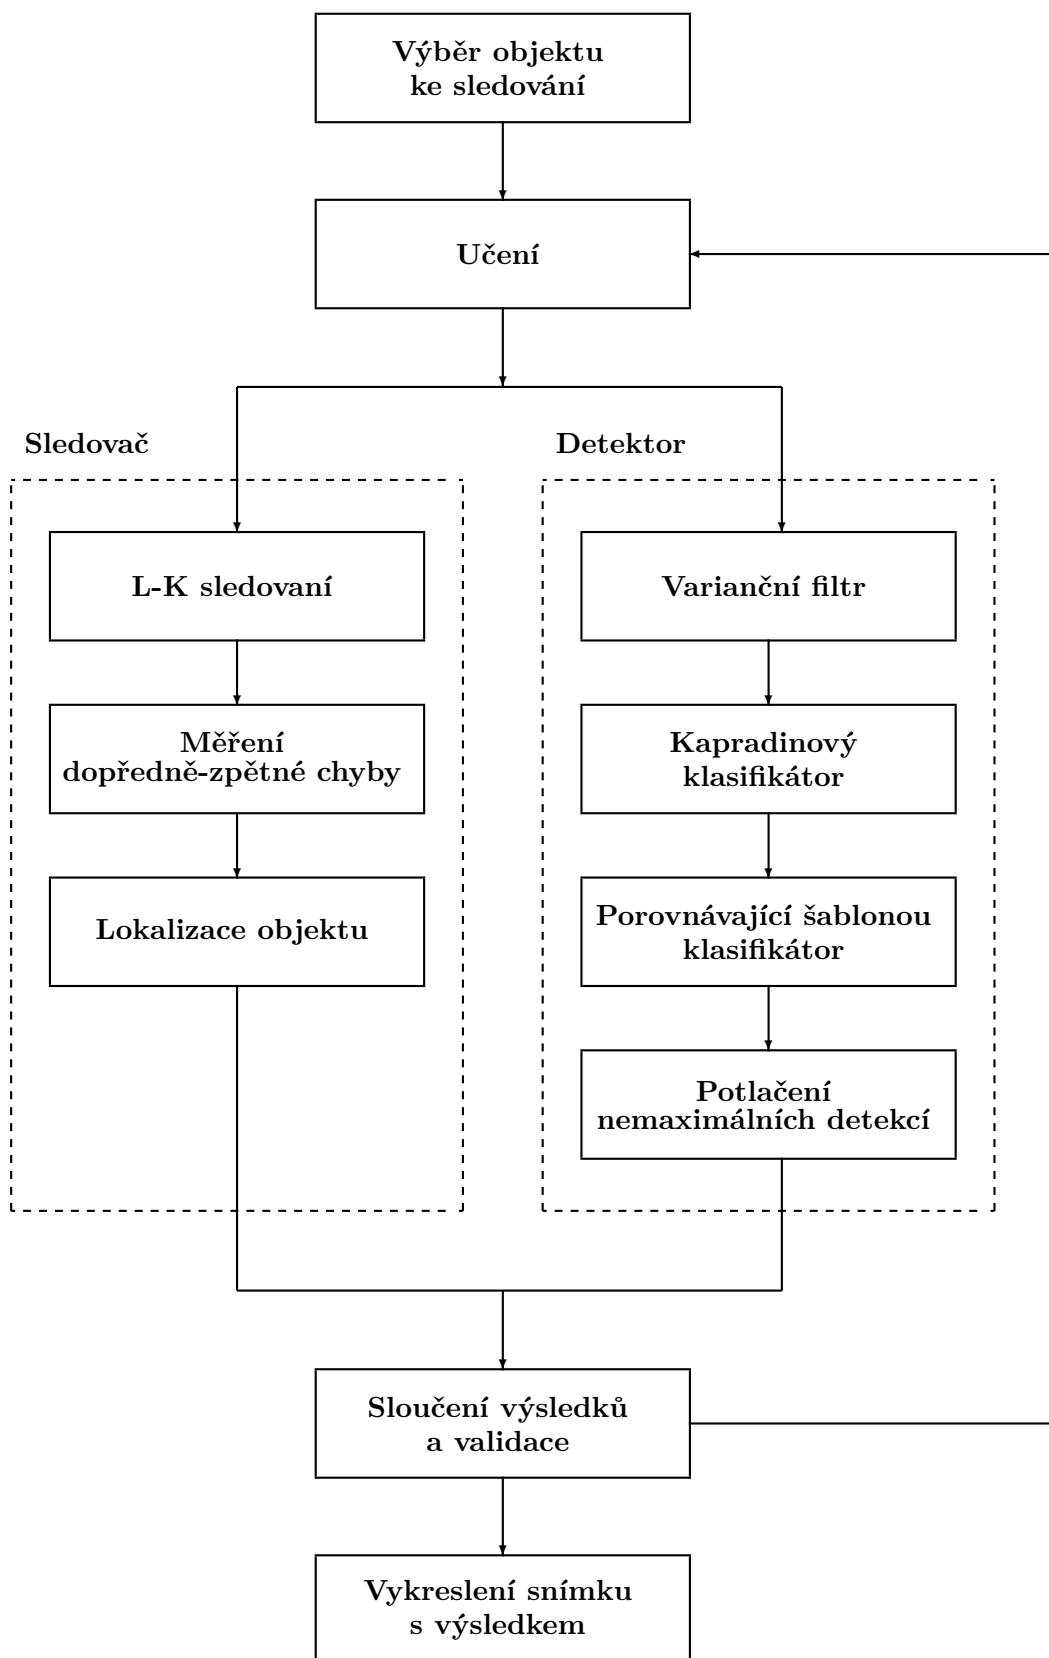 Výběr objektu
ke sledování
Učení
Sledovač
L-K sledovaní
Měření
dopředně-zpětné chyby
Lokalizace objektu
Detektor
Varianční filtr
Kapradinový
klasifikátor
Porovnávající šablonou
klasifikátor
Potlačení
nemaximálních detekcí
Sloučení výsledků
a validace
Vykreslení snímku
s výsledkem